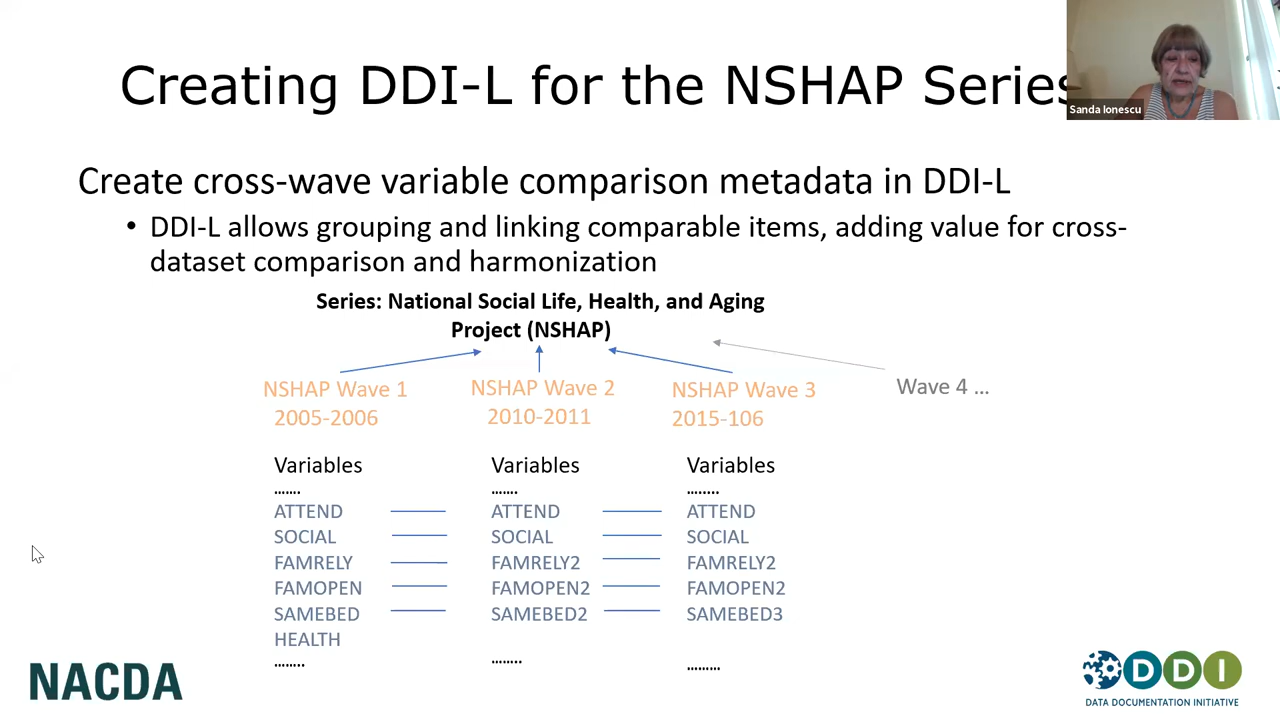 Creating DDI-L for the NSHAP Series
Sanda Ionescu
Create cross-wave variable comparison metadata in DDI-L
• DDI-L allows grouping and linking comparable items, adding value for cross-
dataset comparison and harmonization
Series: National Social Life, Health, and Aging
Project (NSHAP)
NSHAP Wave 1
2005-2006
NSHAP Wave 2
2010-2011
NSHAP Wave 3
2015-106
Wave 4 ...
Variables
.......
ATTEND
SOCIAL
FAMRELY
FAMOPEN
SAMEBED
HEALTH
........
Variables
.......
ATTEND
SOCIAL
FAMRELY2
FAMOPEN2
SAMEBED2
........
Variables
........
ATTEND
SOCIAL
FAMRELY2
FAMOPEN2
SAMEBED3
.........
NACDA
DDI
DATA DOCUMENTATION INITIATIVE